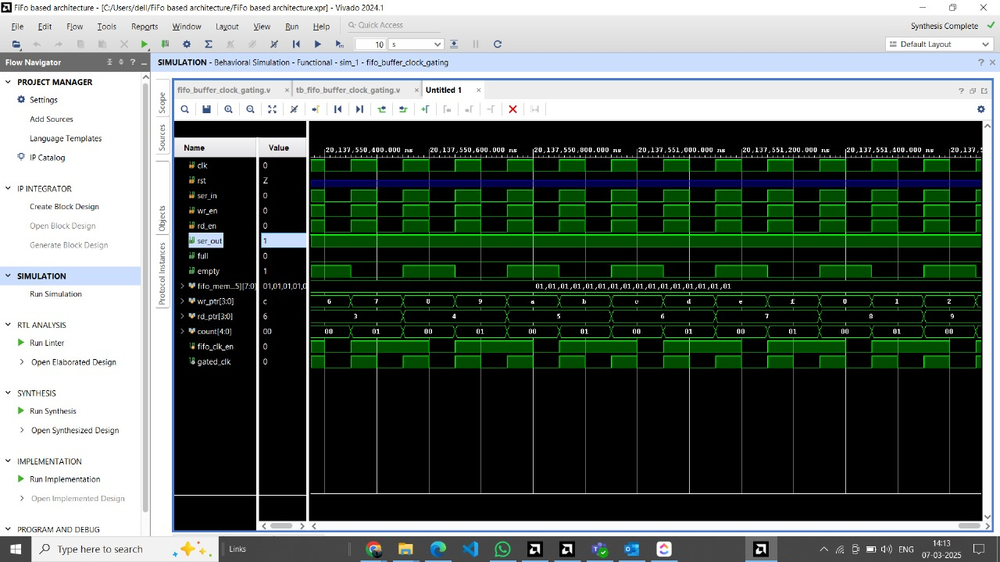 FiFo based architecture - [C:/Users/dell/FiFo based architecture/FiFo based architecture.xpr] - Vivado 2024.1
File Edit Flow Tools Reports Window Layout View Run Help Quick Access Synthesis Complete
10 s Default Layout
Flow Navigator
SIMULATION - Behavioral Simulation - Functional - sim_1 - fifo_buffer_clock_gating
PROJECT MANAGER
Settings
Add Sources
Language Templates
IP Catalog
IP INTEGRATOR
Create Block Design
Open Block Design
Generate Block Design
SIMULATION
Run Simulation
RTL ANALYSIS
Run Linter
Open Elaborated Design
SYNTHESIS
Run Synthesis
Open Synthesized Design
IMPLEMENTATION
Run Implementation
Open Implemented Design
PROGRAM AND DEBUG
Scope
Sources
Objects
Protocol Instances
fifo_buffer_clock_gating.v tb_fifo_buffer_clock_gating.v Untitled 1
Name Value
20,137,550,400.000 ns 20,137,550,600.000 ns 20,137,550,800.000 ns 20,137,551,000.000 ns 20,137,551,200.000 ns 20,137,551,400.000 ns 20,137,5
clk 0
rst Z
ser_in 0
wr_en 0
rd_en 0
ser_out 1
full 0
empty 1
fifo_mem...5][7:0] 01,01,01,01,0 01,01,01,01,01,01,01,01,01,01,01,01,01,01,01,01
wr_ptr[3:0] c 6 7 8 9 a b c d e f 0 1 2
rd_ptr[3:0] 6 3 4 5 6 7 8 9
count[4:0] 00 00 01 00 01 00 01 00 01 00 01 00 01 00
fifo_clk_en 0
gated_clk 0
Type here to search
Links
ENG
14:13
07-03-2025